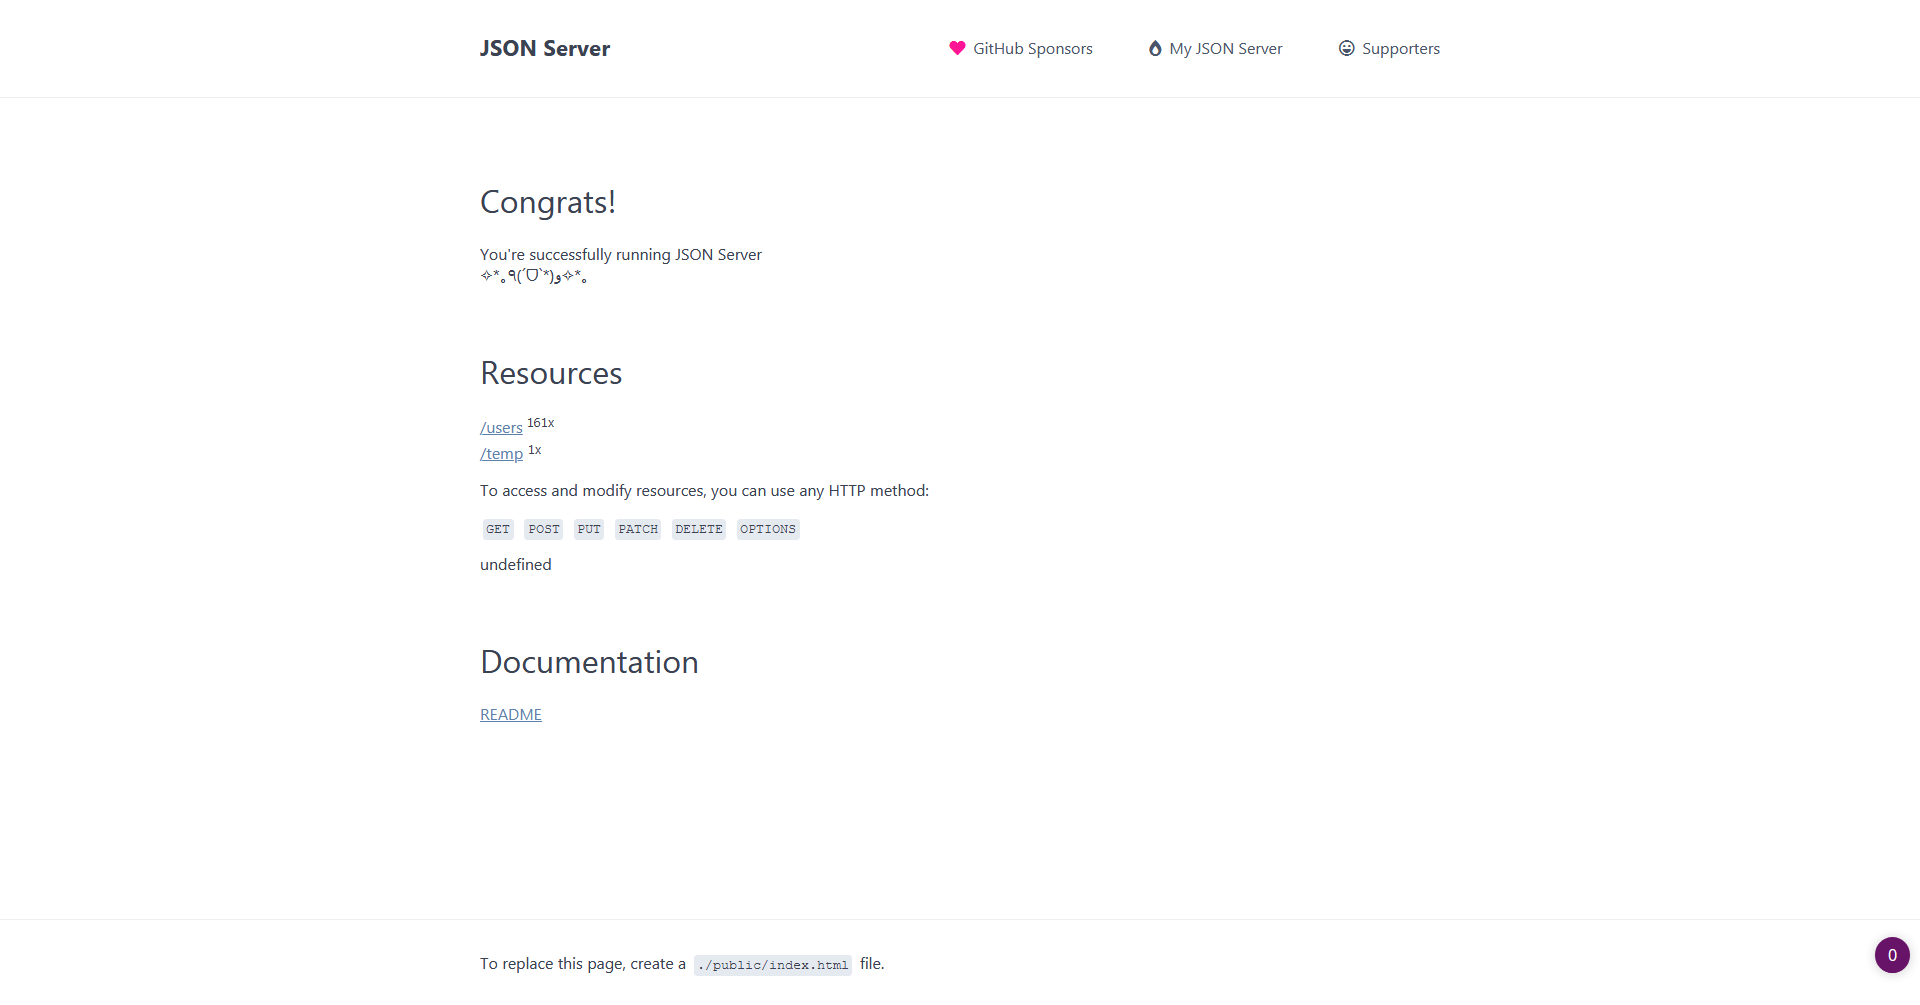 JSON Server
GitHub Sponsors
My JSON Server
Supporters
Congrats!
You're successfully running JSON Server
✧*｡٩(ˊᗜˋ*)و✧*｡
Resources
/users 161x
/temp 1x
To access and modify resources, you can use any HTTP method:
GET POST PUT PATCH DELETE OPTIONS
undefined
Documentation
README
To replace this page, create a ./public/index.html file.
0